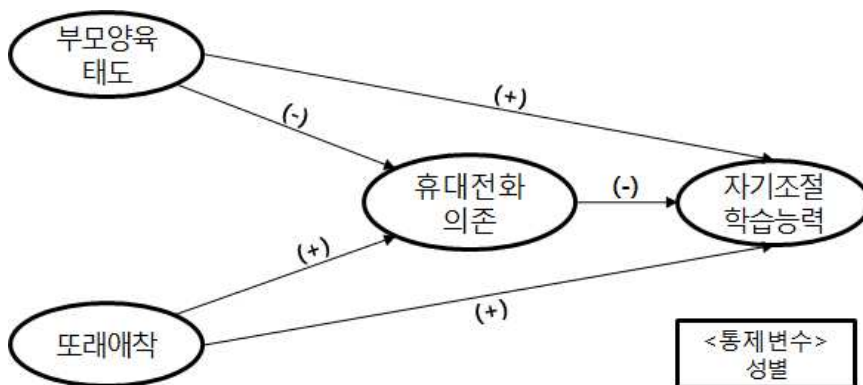 부모양육
태도
(+)
(-)
휴대전화
의존
(-)
자기조절
학습능력
(+)
(+)
또래애착
<통제변수>
성별